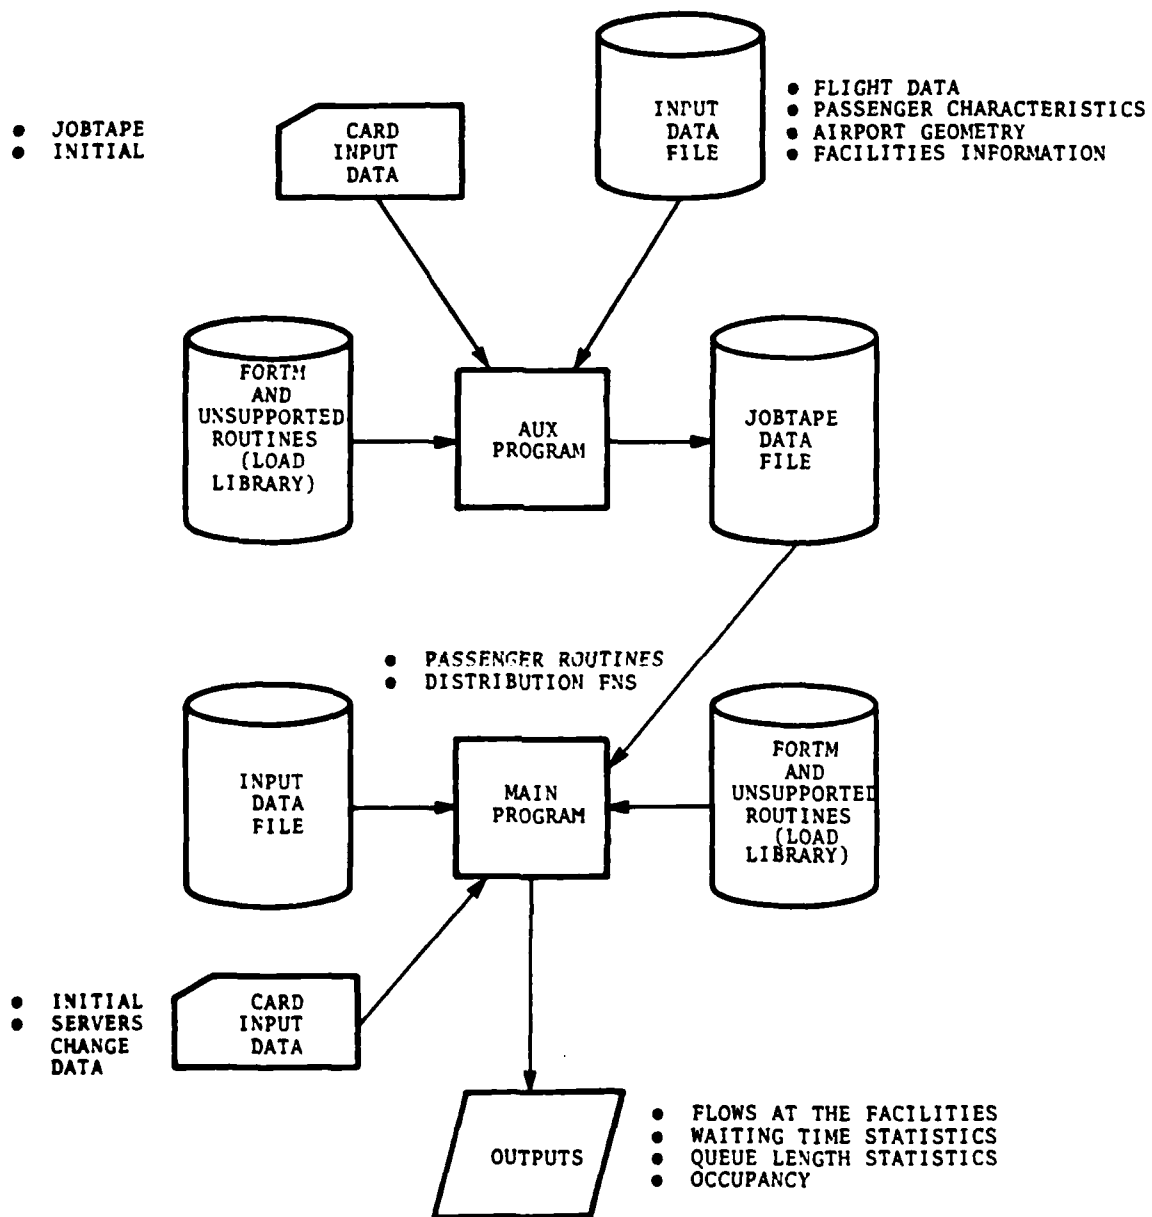 ● JOBTAPE
● INITIAL
CARD
INPUT
DATA
INPUT
DATA
FILE
● FLIGHT DATA
● PASSENGER CHARACTERISTICS
● AIRPORT GEOMETRY
● FACILITIES INFORMATION
FORTM
AND
UNSUPPORTED
ROUTINES
(LOAD
LIBRARY)
AUX
PROGRAM
JOBTAPE
DATA
FILE
● PASSENGER ROUTINES
● DISTRIBUTION FNS
INPUT
DATA
FILE
MAIN
PROGRAM
FORTM
AND
UNSUPPORTED
ROUTINES
(LOAD
LIBRARY)
● INITIAL
● SERVERS
CHANGE
DATA
CARD
INPUT
DATA
OUTPUTS
● FLOWS AT THE FACILITIES
● WAITING TIME STATISTICS
● QUEUE LENGTH STATISTICS
● OCCUPANCY